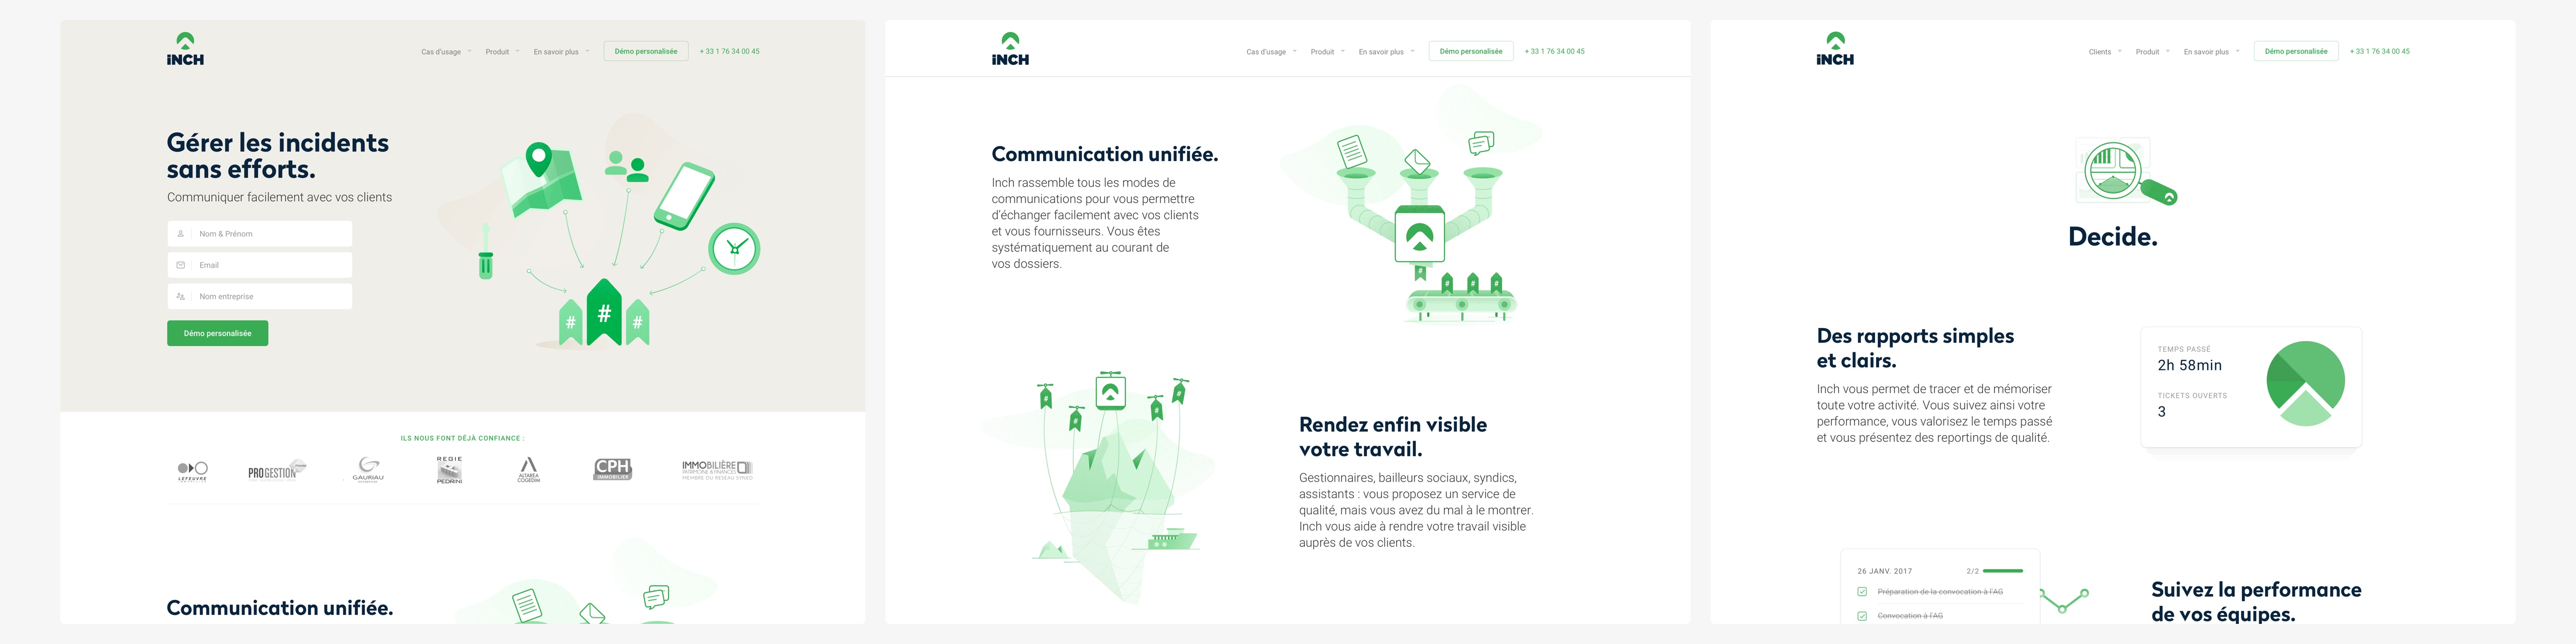 iNCH
Cas d'usage
Produit
En savoir plus
Démo personalisée
+ 33 1 76 34 00 45
Gérer les incidents
sans efforts.
Communiquer facilement avec vos clients
Nom & Prénom
Email
Nom entreprise
Démo personalisée
#
#
#
ILS NOUS FONT DÉJÀ CONFIANCE :
LEFEUVRE
PROGESTION
GAURIAU
REGIE
PEDRINI
ALTAREA
COGEDIM
CPH
IMMOBILIER
IMMOBILIÈRE
PATRIMOINE & FINANCES
MEMBRE DU RESEAU SYNEO
Communication unifiée.
iNCH
Cas d'usage
Produit
En savoir plus
Démo personalisée
+ 33 1 76 34 00 45
Communication unifiée.
Inch rassemble tous les modes de
communications pour vous permettre
d'échanger facilement avec vos clients
et vous fournisseurs. Vous êtes
systématiquement au courant de
vos dossiers.
#
#
#
#
#
#
#
#
Rendez enfin visible
votre travail.
Gestionnaires, bailleurs sociaux, syndics,
assistants : vous proposez un service de
qualité, mais vous avez du mal à le montrer.
Inch vous aide à rendre votre travail visible
auprès de vos clients.
iNCH
Clients
Produit
En savoir plus
Démo personalisée
+ 33 1 76 34 00 45
Decide.
Des rapports simples
et clairs.
Inch vous permet de tracer et de mémoriser
toute votre activité. Vous suivez ainsi votre
performance, vous valorisez le temps passé
et vous présentez des reportings de qualité.
TEMPS PASSÉ
2h 58min
TICKETS OUVERTS
3
26 JANV. 2017
2/2
Préparation de la convocation à l'AG
Convocation à l'AG
Suivez la performance
de vos équipes.